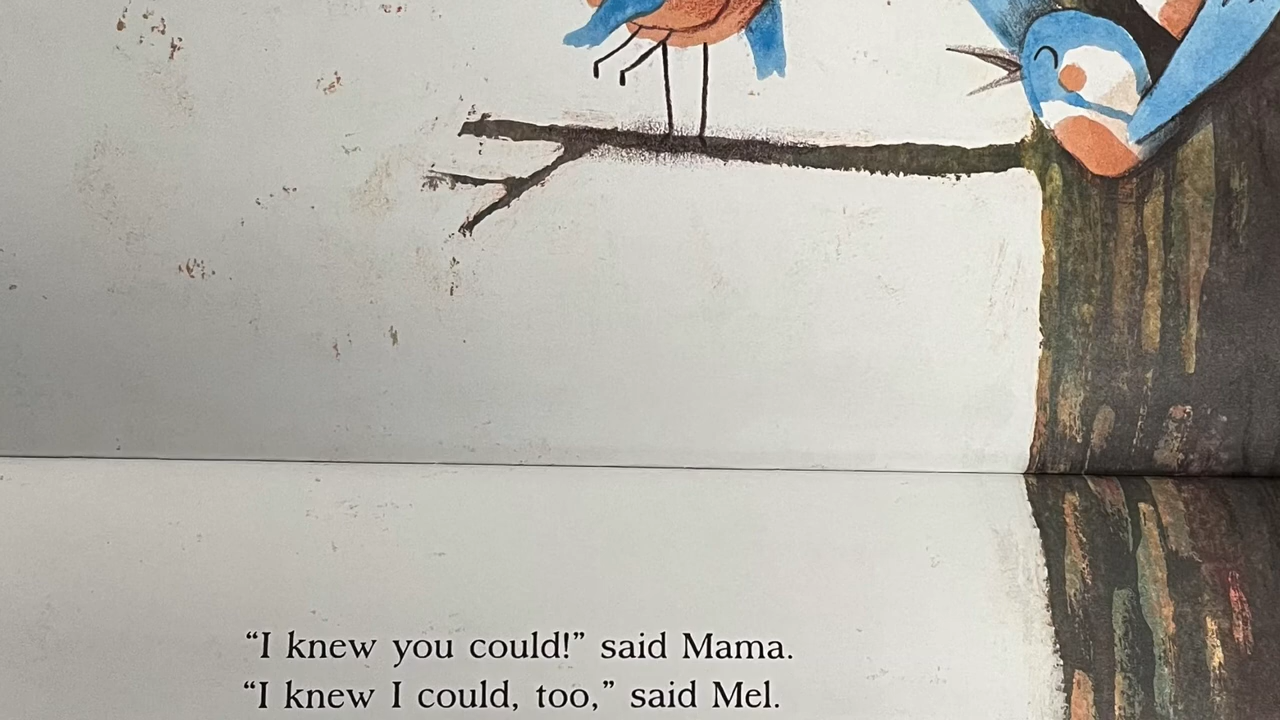 “I knew you could!” said Mama.
“I knew I could, too,” said Mel.